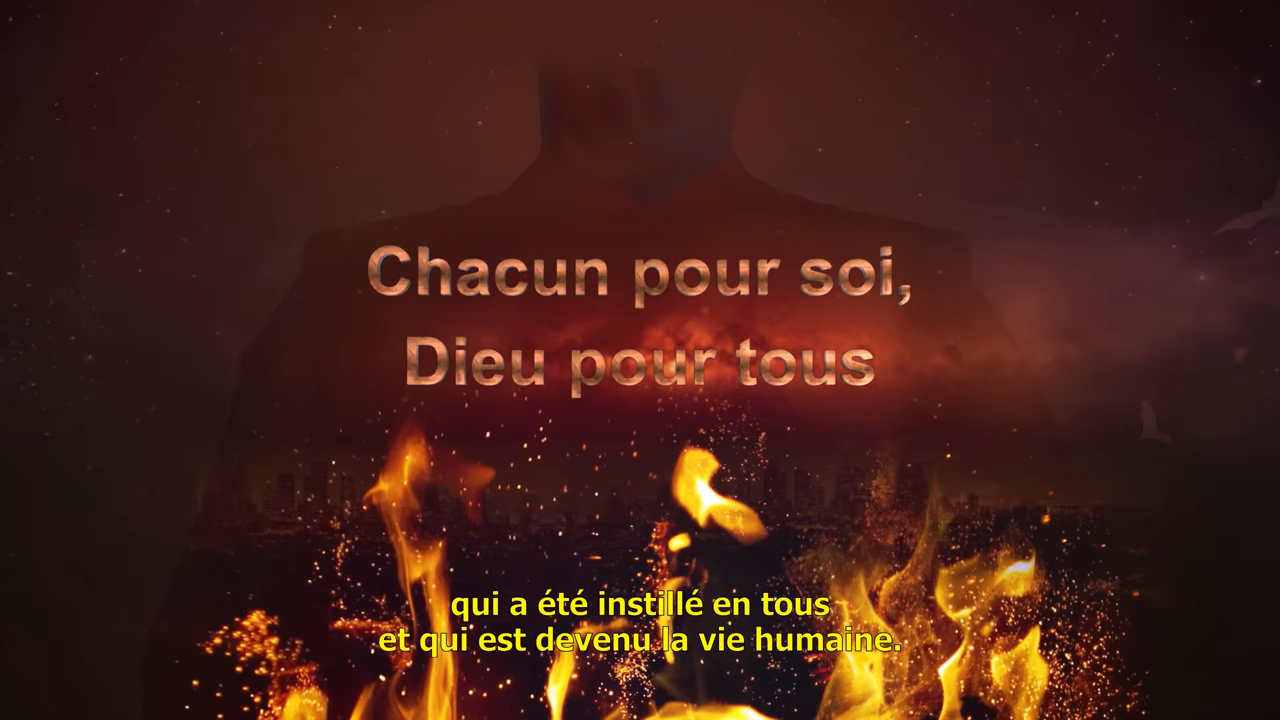 Chacun pour soi,
Dieu pour tous
qui a été instillé en tous
et qui est devenu la vie humaine.